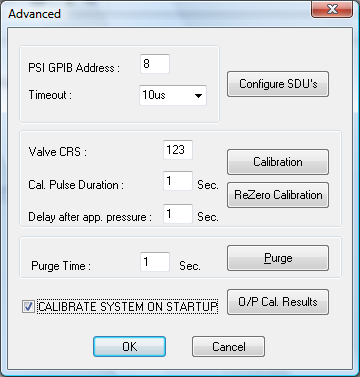 Advanced
PSI GPIB Address : 8
Timeout : 10us
Configure SDU's
Valve CRS : 123
Calibration
Cal. Pulse Duration : 1 Sec.
ReZero Calibration
Delay after app. pressure : 1 Sec.
Purge Time : 1 Sec.
Purge
CALIBRATE SYSTEM ON STARTUP
O/P Cal. Results
OK
Cancel